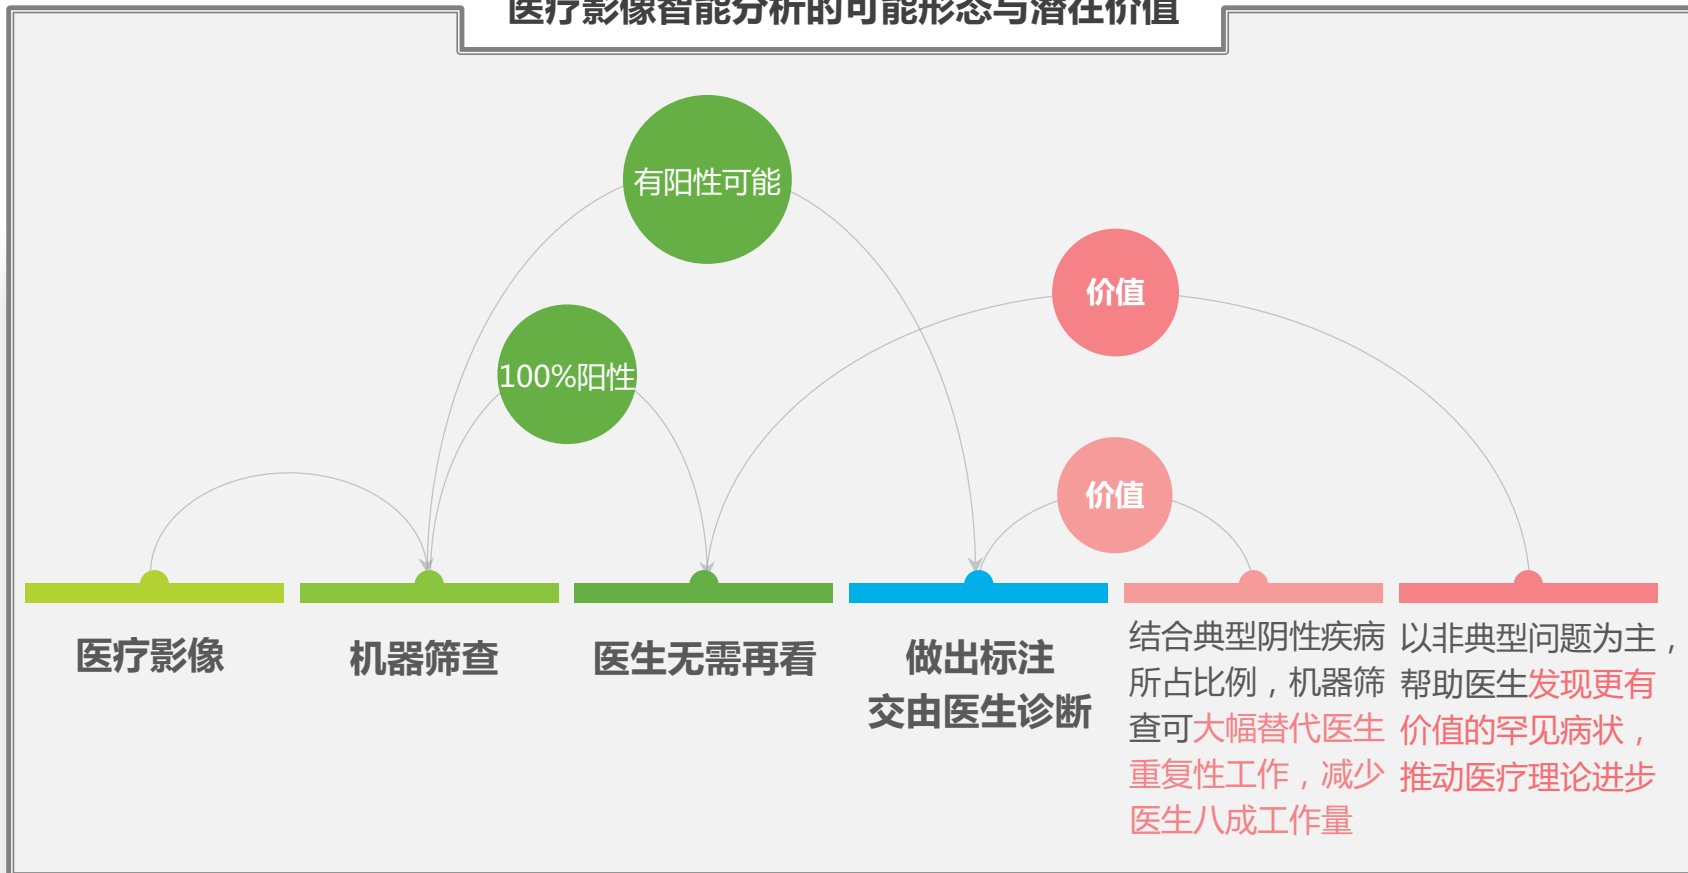 医疗影像智能分析的可能形态与潜在价值
有阳性可能
价值
100%阳性
价值
医疗影像
机器筛查
医生无需再看
做出标注
交由医生诊断
结合典型阴性疾病
所占比例，机器筛
查可大幅替代医生
重复性工作，减少
医生八成工作量
以非典型问题为主，
帮助医生发现更有
价值的罕见病状，
推动医疗理论进步